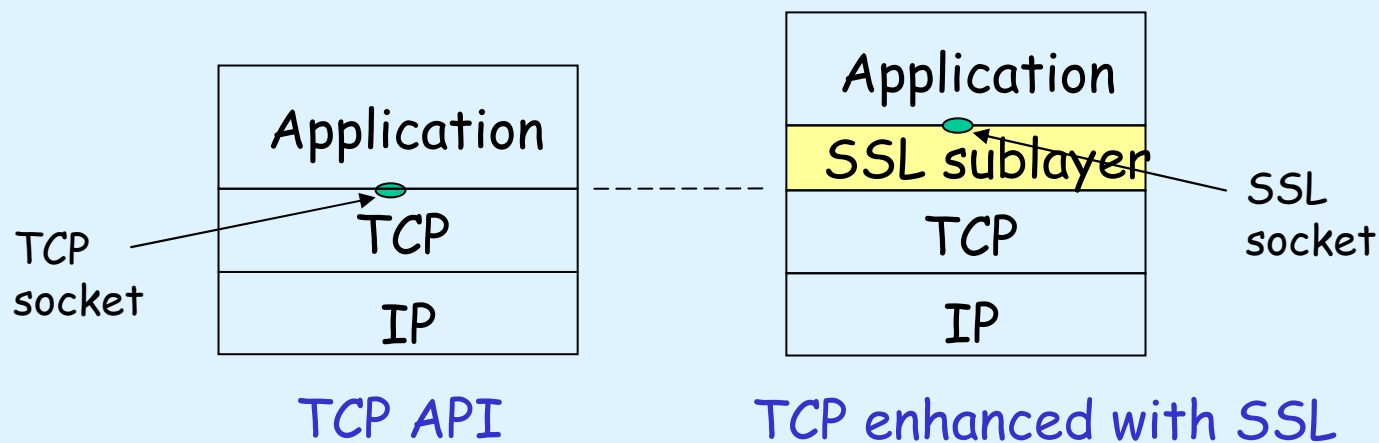 Application
TCP
IP
TCP
socket
TCP API
Application
SSL sublayer
TCP
IP
SSL
socket
TCP enhanced with SSL